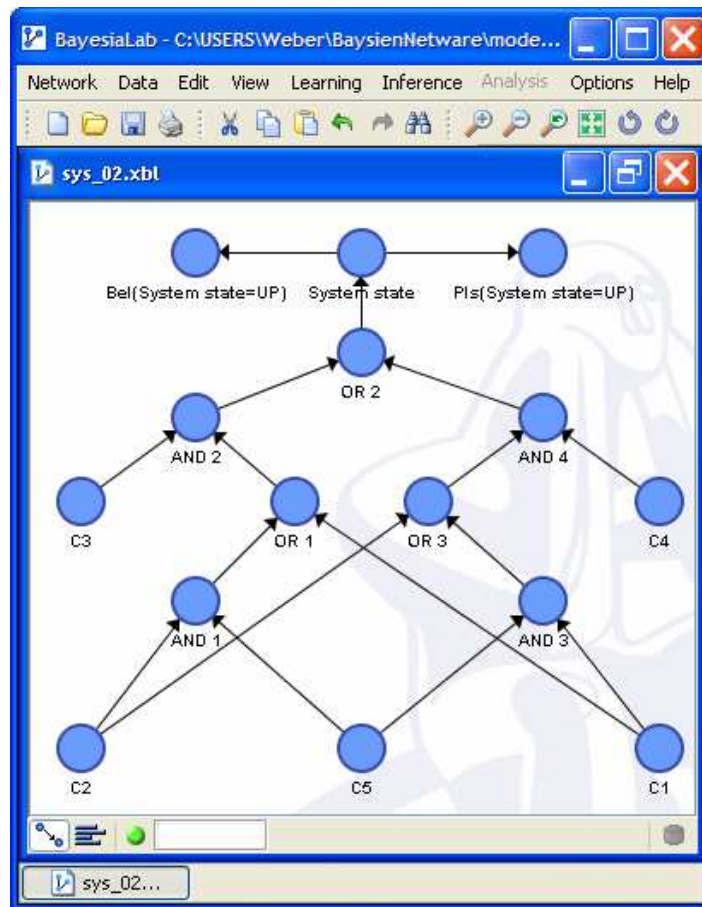 BayesiaLab - C:\USERS\Weber\BaysienNetware\mode...
Network Data Edit View Learning Inference Analysis Options Help
sys_02.xbl
Bel(System state=UP) System state Pls(System state=UP)
OR 2
AND 2 AND 4
C3 OR 1 OR 3 C4
AND 1 AND 3
C2 C5 C1
sys_02...